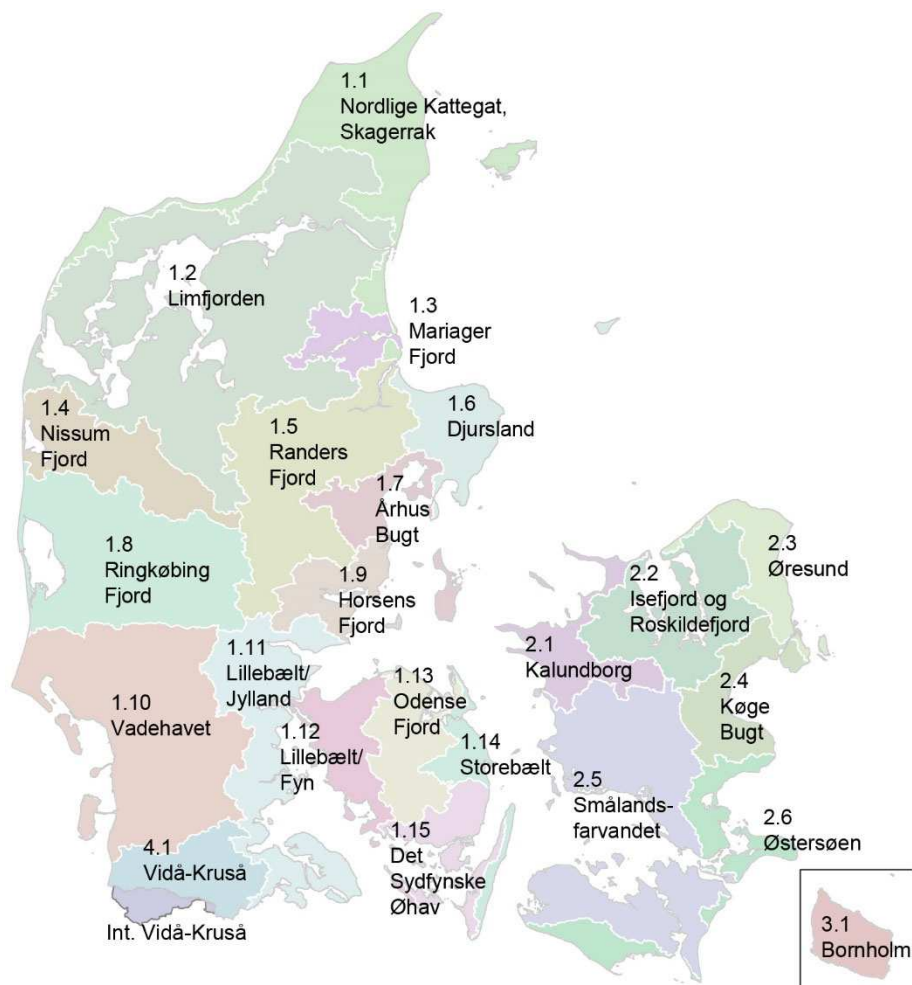 1.1
Nordlige Kattegat,
Skagerrak
1.2
Limfjorden
1.3
Mariager
Fjord
1.4
Nissum
Fjord
1.5
Randers
Fjord
1.6
Djursland
1.7
Århus
Bugt
1.8
Ringkøbing
Fjord
1.9
Horsens
Fjord
2.3
Øresund
2.2
Isefjord og
Roskildefjord
2.1
Kalundborg
1.11
Lillebælt/
Jylland
1.10
Vadehavet
1.13
Odense
Fjord
1.12
Lillebælt/
Fyn
1.14
Storebælt
2.4
Køge
Bugt
2.5
Smålands-
farvandet
2.6
Østersøen
1.15
Det
Sydfynske
Øhav
4.1
Vidå-Kruså
Int. Vidå-Kruså
3.1
Bornholm